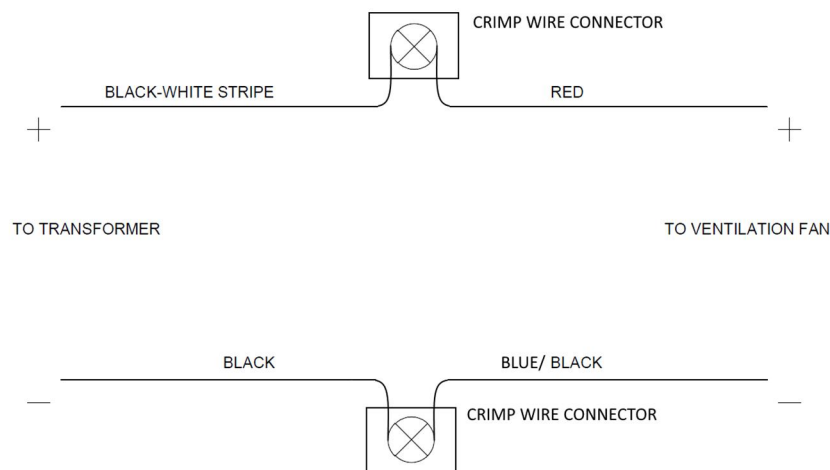 CRIMP WIRE CONNECTOR
BLACK-WHITE STRIPE
RED
+
+
TO TRANSFORMER
TO VENTILATION FAN
BLACK
BLUE/ BLACK
—
—
CRIMP WIRE CONNECTOR